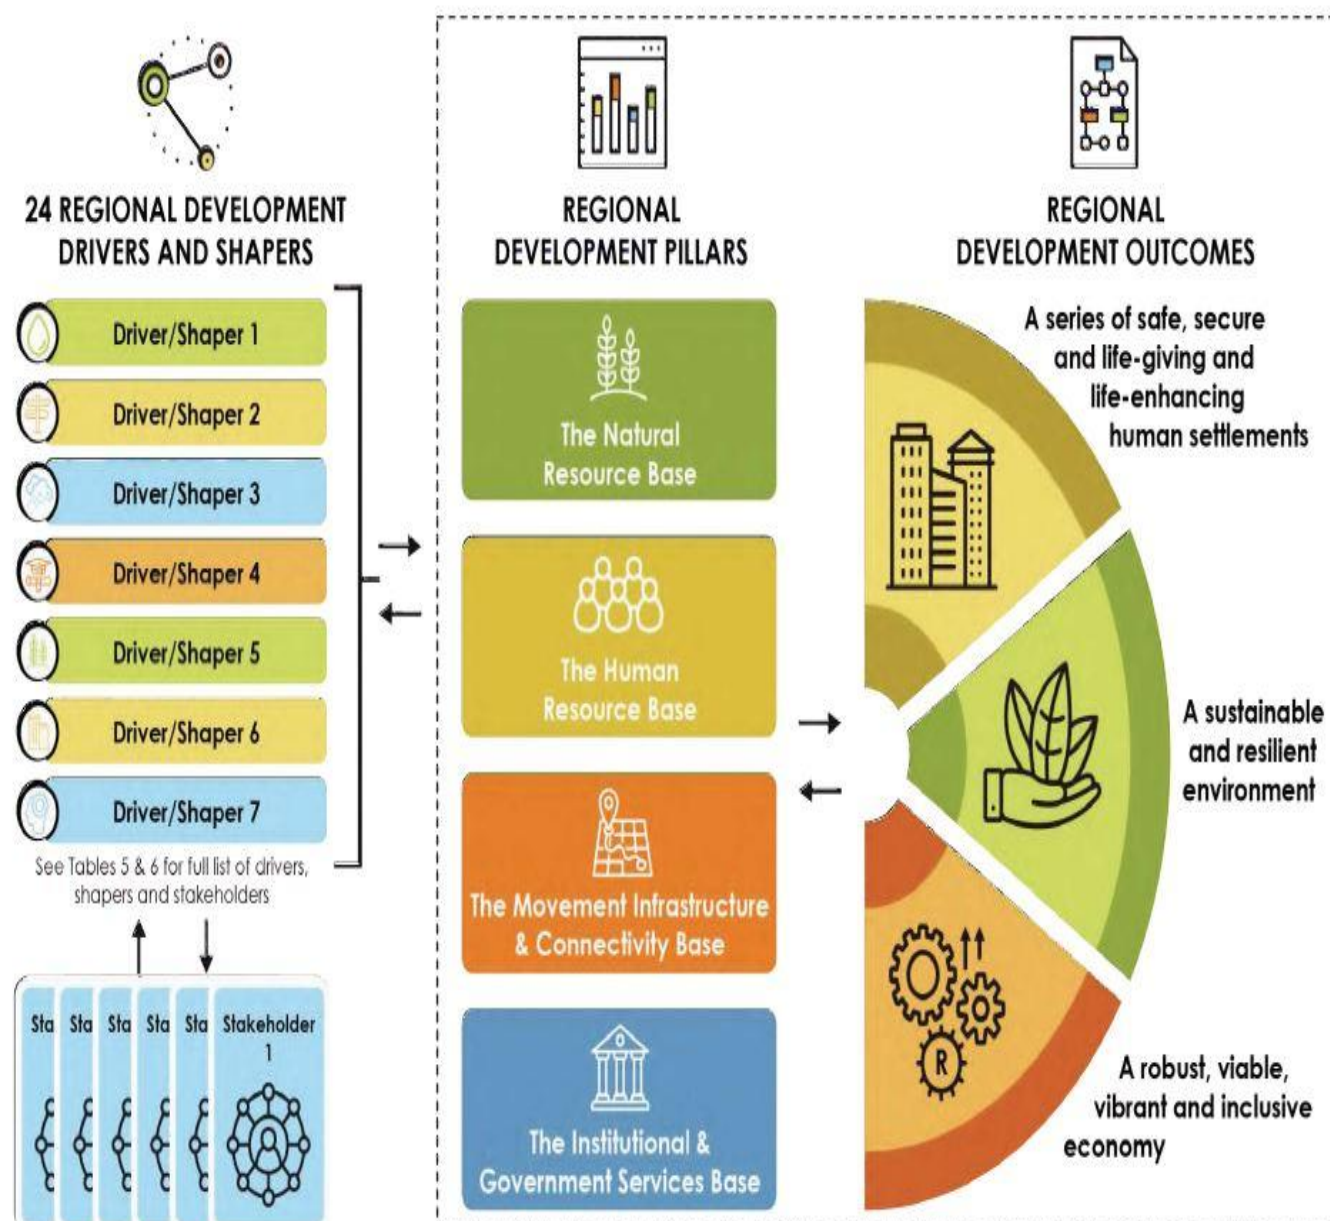 24 REGIONAL DEVELOPMENT
DRIVERS AND SHAPERS
Driver/Shaper 1
Driver/Shaper 2
Driver/Shaper 3
Driver/Shaper 4
Driver/Shaper 5
Driver/Shaper 6
Driver/Shaper 7
See Tables 5 & 6 for full list of drivers,
shapers and stakeholders
Sta
Sta
Sta
Sta
Sta
Stakeholder
1
REGIONAL
DEVELOPMENT PILLARS
The Natural
Resource Base
The Human
Resource Base
The Movement Infrastructure
& Connectivity Base
The Institutional &
Government Services Base
REGIONAL
DEVELOPMENT OUTCOMES
A series of safe, secure
and life-giving and
life-enhancing
human settlements
A sustainable
and resilient
environment
R
A robust, viable,
vibrant and inclusive
economy